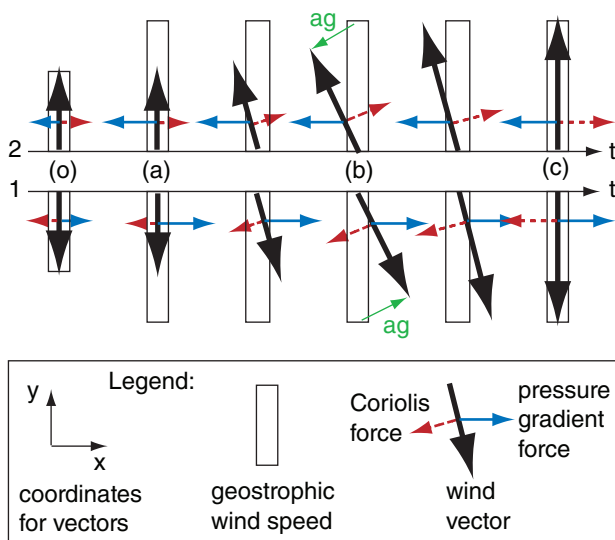 ag
2
t
(o)
(a)
(b)
(c)
1
t
ag
Legend:
y
x
coordinates
for vectors
geostrophic
wind speed
Coriolis
force
pressure
gradient
force
wind
vector